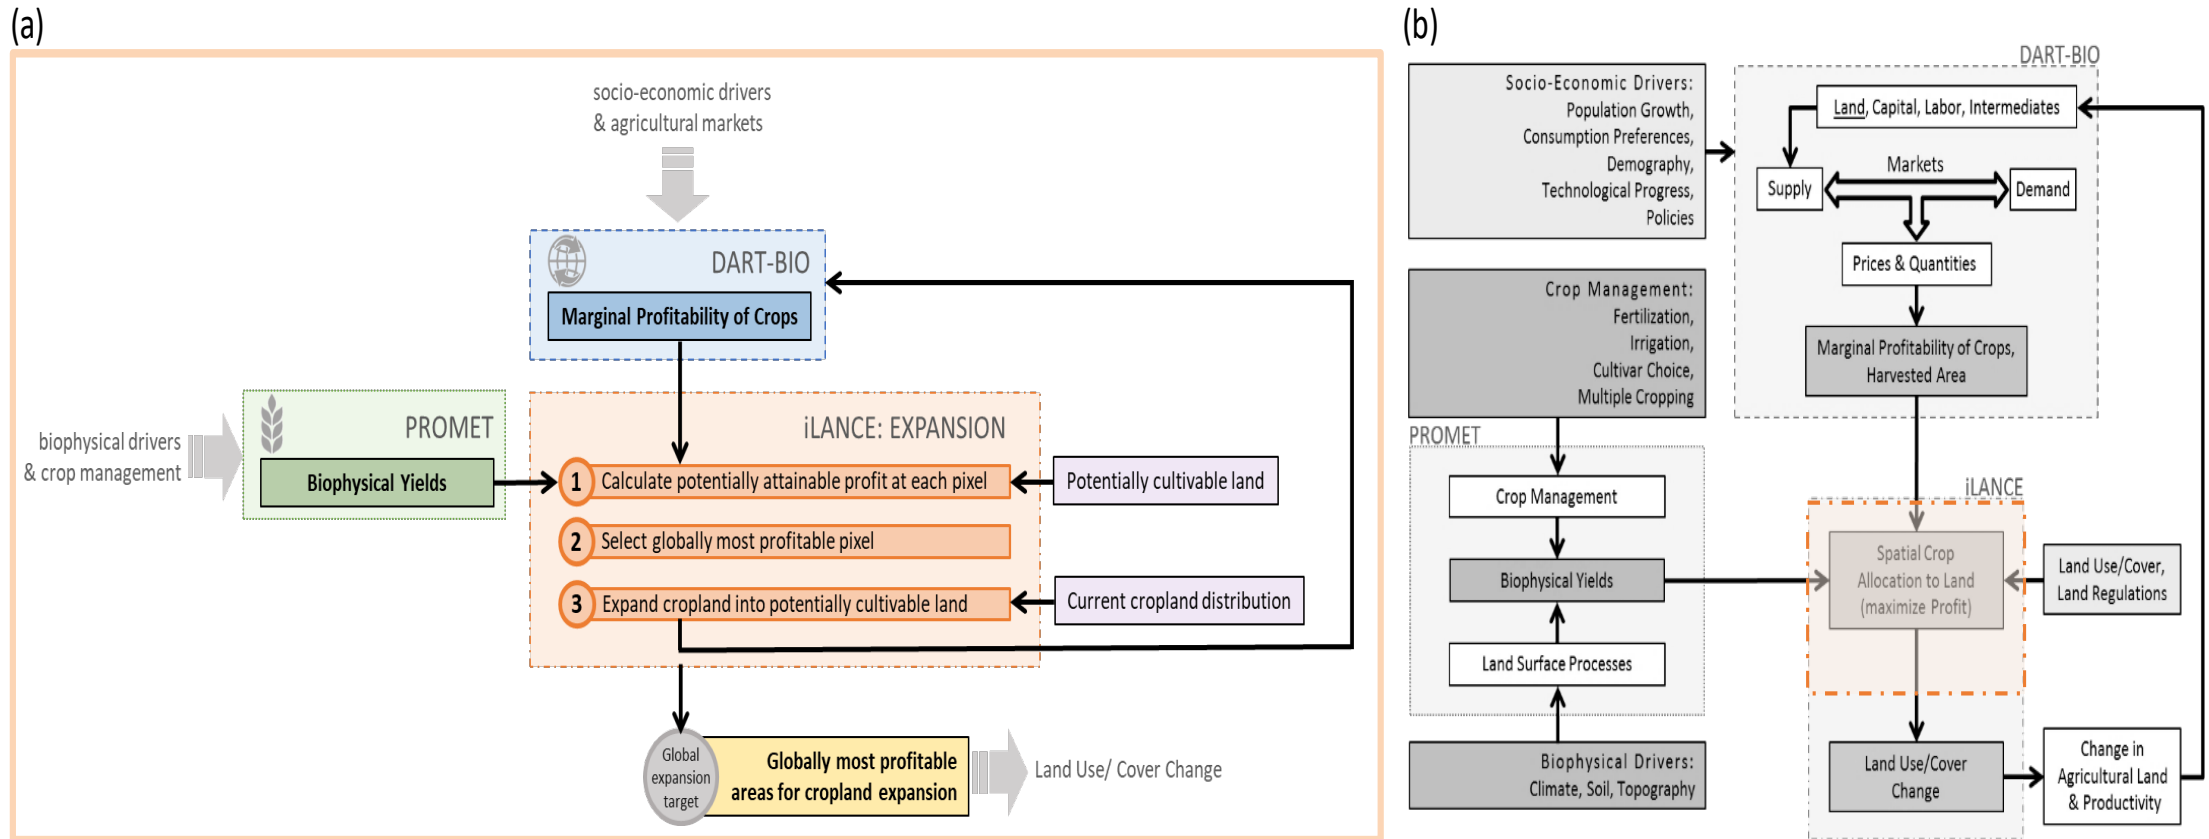 (a)
socio-economic drivers
& agricultural markets
DART-BIO
Marginal Profitability of Crops
biophysical drivers
& crop management
PROMET
Biophysical Yields
iLANCE: EXPANSION
1 Calculate potentially attainable profit at each pixel
Potentially cultivable land
2 Select globally most profitable pixel
3 Expand cropland into potentially cultivable land
Current cropland distribution
Global
expansion
target
Globally most profitable
areas for cropland expansion
Land Use/ Cover Change
(b)
Socio-Economic Drivers:
Population Growth,
Consumption Preferences,
Demography,
Technological Progress,
Policies
DART-BIO
Land, Capital, Labor, Intermediates
Markets
Supply
Demand
Prices & Quantities
Marginal Profitability of Crops,
Harvested Area
Crop Management:
Fertilization,
Irrigation,
Cultivar Choice,
Multiple Cropping
PROMET
Crop Management
Biophysical Yields
Land Surface Processes
Biophysical Drivers:
Climate, Soil, Topography
iLANCE
Spatial Crop
Allocation to Land
(maximize Profit)
Land Use/Cover,
Land Regulations
Land Use/Cover
Change
Change in
Agricultural Land
& Productivity